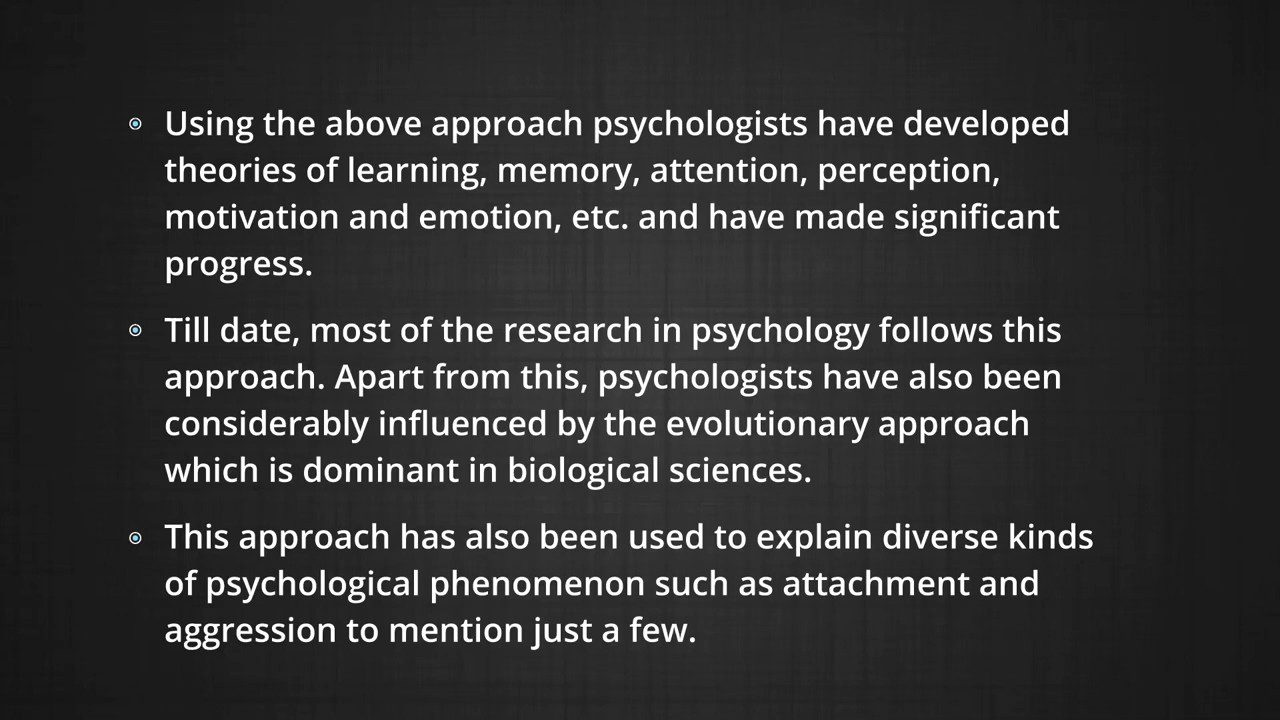 Using the above approach psychologists have developed
theories of learning, memory, attention, perception,
motivation and emotion, etc. and have made significant
progress.
Till date, most of the research in psychology follows this
approach. Apart from this, psychologists have also been
considerably influenced by the evolutionary approach
which is dominant in biological sciences.
This approach has also been used to explain diverse kinds
of psychological phenomenon such as attachment and
aggression to mention just a few.